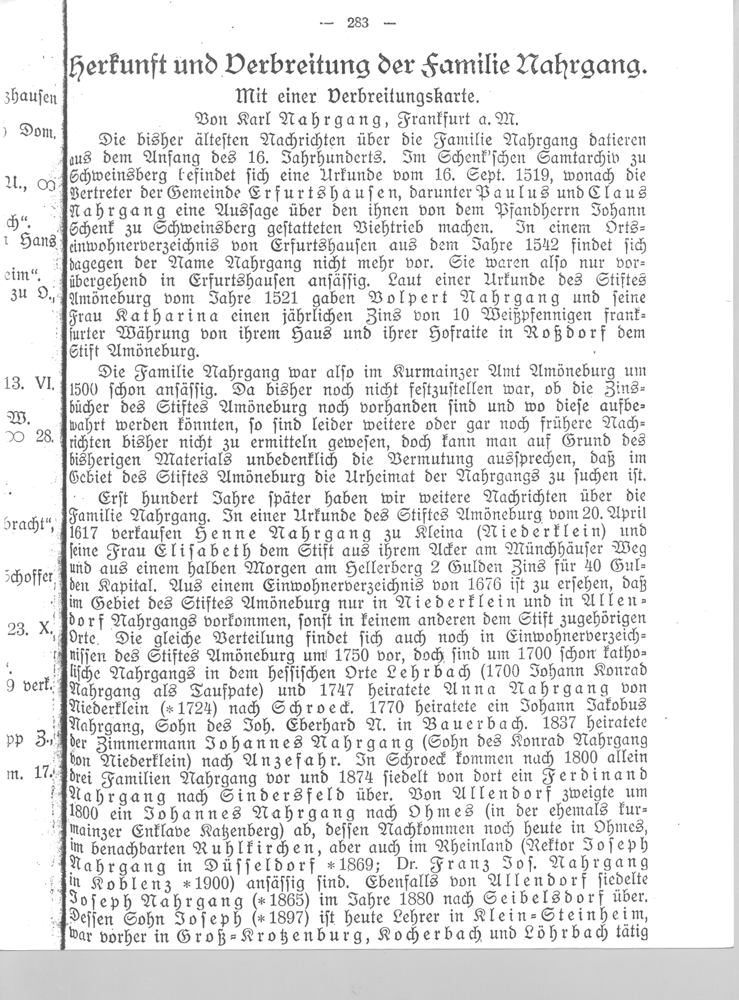 — 283 —
Herkunft und Verbreitung der Familie Nahrgang.
Mit einer Verbreitungskarte.
Von Karl Nahrgang, Frankfurt a. M.
Die bisher ältesten Nachrichten über die Familie Nahrgang datieren
aus dem Anfang des 16. Jahrhunderts. Im Schenk'schen Samtarchiv zu
Schweinsberg befindet sich eine Urkunde vom 16. Sept. 1519, wonach die
Vertreter der Gemeinde Erfurtshausen, darunter Paulus und Claus
Nahrgang eine Aussage über den ihnen von dem Pfandherrn Johann
Schenk zu Schweinsberg gestatteten Viehtrieb machen. In einem Orts-
einwohnerverzeichnis von Erfurtshausen aus dem Jahre 1542 findet sich
dagegen der Name Nahrgang nicht mehr vor. Sie waren also nur vor-
übergehend in Erfurtshausen ansässig. Laut einer Urkunde des Stiftes
Amöneburg vom Jahre 1521 gaben Volpert Nahrgang und seine
Frau Katharina einen jährlichen Zins von 10 Weißpfennigen frank-
furter Währung von ihrem Haus und ihrer Hofraite in Roßdorf dem
Stift Amöneburg.
Die Familie Nahrgang war also im Kurmainzer Amt Amöneburg um
1500 schon ansässig. Da bisher noch nicht festzustellen war, ob die Zins-
bücher des Stiftes Amöneburg noch vorhanden sind und wo diese aufbe-
wahrt werden könnten, so sind leider weitere oder gar noch frühere Nach-
richten bisher nicht zu ermitteln gewesen, doch kann man auf Grund des
bisherigen Materials unbedenklich die Vermutung aussprechen, daß im
Gebiet des Stiftes Amöneburg die Urheimat der Nahrgangs zu suchen ist.
Erst hundert Jahre später haben wir weitere Nachrichten über die
Familie Nahrgang. In einer Urkunde des Stiftes Amöneburg vom 20. April
1617 verkaufen Henne Nahrgang zu Kleina (Niederklein) und
seine Frau Elisabeth dem Stift aus ihrem Acker am Münchhäuser Weg
und aus einem halben Morgen am Hellerberg 2 Gulden Zins für 40 Gul-
den Kapital. Aus einem Einwohnerverzeichnis von 1676 ist zu ersehen, daß
im Gebiet des Stiftes Amöneburg nur in Niederklein und in Allen-
dorf Nahrgangs vorkommen, sonst in keinem anderen dem Stift zugehörigen
Orte. Die gleiche Verteilung findet sich auch noch in Einwohnerverzeich-
nissen des Stiftes Amöneburg um 1750 vor, doch sind um 1700 schon katho-
lische Nahrgangs in dem hessischen Orte Lehrbach (1700 Johann Konrad
Nahrgang als Taufpate) und 1747 heiratete Anna Nahrgang von
Niederklein (*1724) nach Schroeck. 1770 heiratete ein Johann Jakobus
Nahrgang, Sohn des Joh. Eberhard N. in Bauerbach. 1837 heiratete
der Zimmermann Johannes Nahrgang (Sohn des Konrad Nahrgang
von Niederklein) nach Anzefahr. In Schroeck kommen nach 1800 allein
drei Familien Nahrgang vor und 1874 siedelt von dort ein Ferdinand
Nahrgang nach Sindersfeld über. Von Allendorf zweigte um
1800 ein Johannes Nahrgang nach Ohmes (in der ehemals kur-
mainzer Enklave Katzenberg) ab, dessen Nachkommen noch heute in Ohmes,
im benachbarten Ruhlkirchen, aber auch im Rheinland (Rektor Joseph
Nahrgang in Düsseldorf *1869; Dr. Franz Jos. Nahrgang
in Koblenz *1900) ansässig sind. Ebenfalls von Allendorf siedelte
Joseph Nahrgang (*1865) im Jahre 1880 nach Seibelsdorf über.
Dessen Sohn Joseph (*1897) ist heute Lehrer in Klein-Steinheim,
war vorher in Groß-Krotzenburg, Kocherbach und Löhrbach tätig
zhausen
) Dom.
U., ∞
ch“.
Hans
eim“.
zu O.,
13. VI.
W.
∞ 28.
bracht“,
Schoffer
23. X.,
9 verk.
pp Z.,
m. 17.